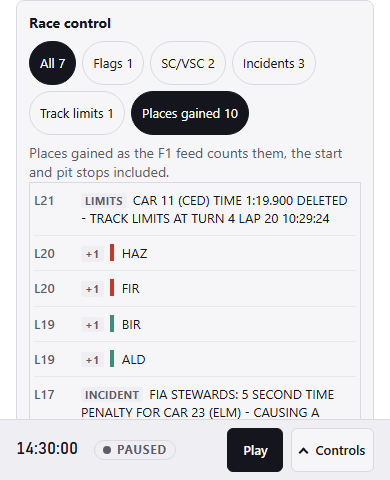 Race control
All 7 Flags 1 SC/VSC 2 Incidents 3
Track limits 1 Places gained 10
Places gained as the F1 feed counts them, the start
and pit stops included.
L21 LIMITS CAR 11 (CED) TIME 1:19.900 DELETED
- TRACK LIMITS AT TURN 4 LAP 20 10:29:24
L20 +1 HAZ
L20 +1 FIR
L19 +1 BIR
L19 +1 ALD
L17 INCIDENT FIA STEWARDS: 5 SECOND TIME
PENALTY FOR CAR 23 (ELM) - CAUSING A
14:30:00 PAUSED Play Controls